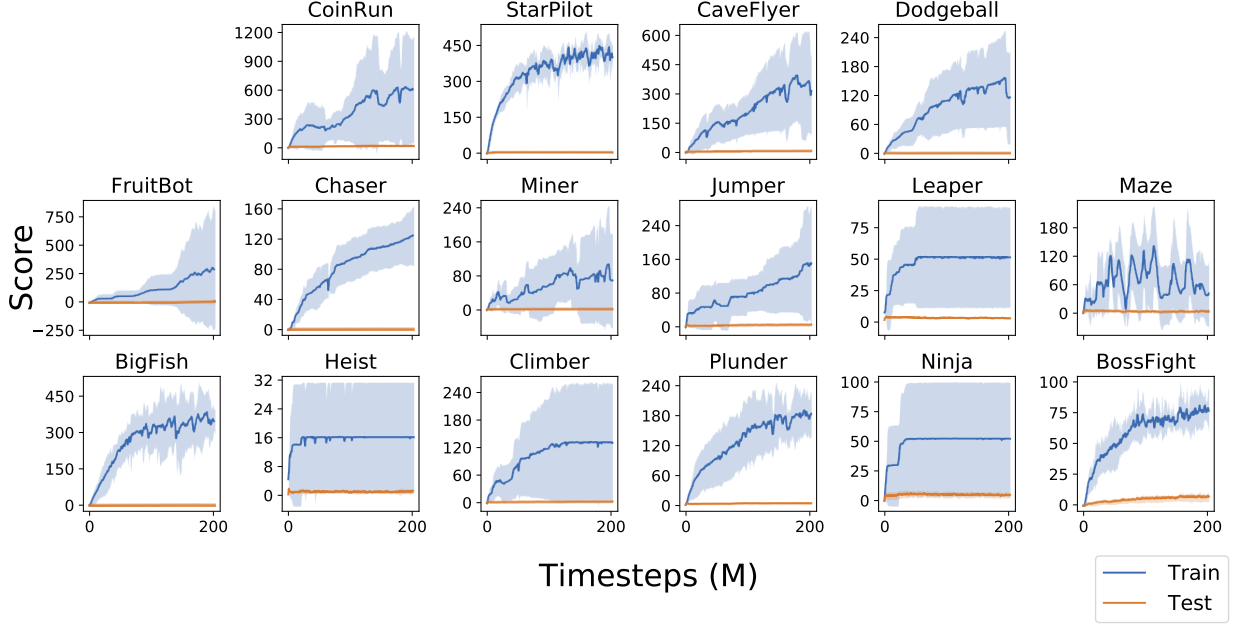 CoinRun StarPilot CaveFlyer Dodgeball
1200 900 600 300 0
450 300 150 0
600 450 300 150 0
240 180 120 60 0
FruitBot Chaser Miner Jumper Leaper Maze
750 500 250 0 −250
160 120 80 40 0
240 180 120 60 0
240 160 80 0
75 50 25 0
180 120 60 0
Score
BigFish Heist Climber Plunder Ninja BossFight
450 300 150 0
32 24 16 8 0
240 180 120 60 0
240 180 120 60 0
100 75 50 25 0
100 75 50 25 0
0 200 0 200 0 200 0 200 0 200 0 200
Timesteps (M)
Train
Test